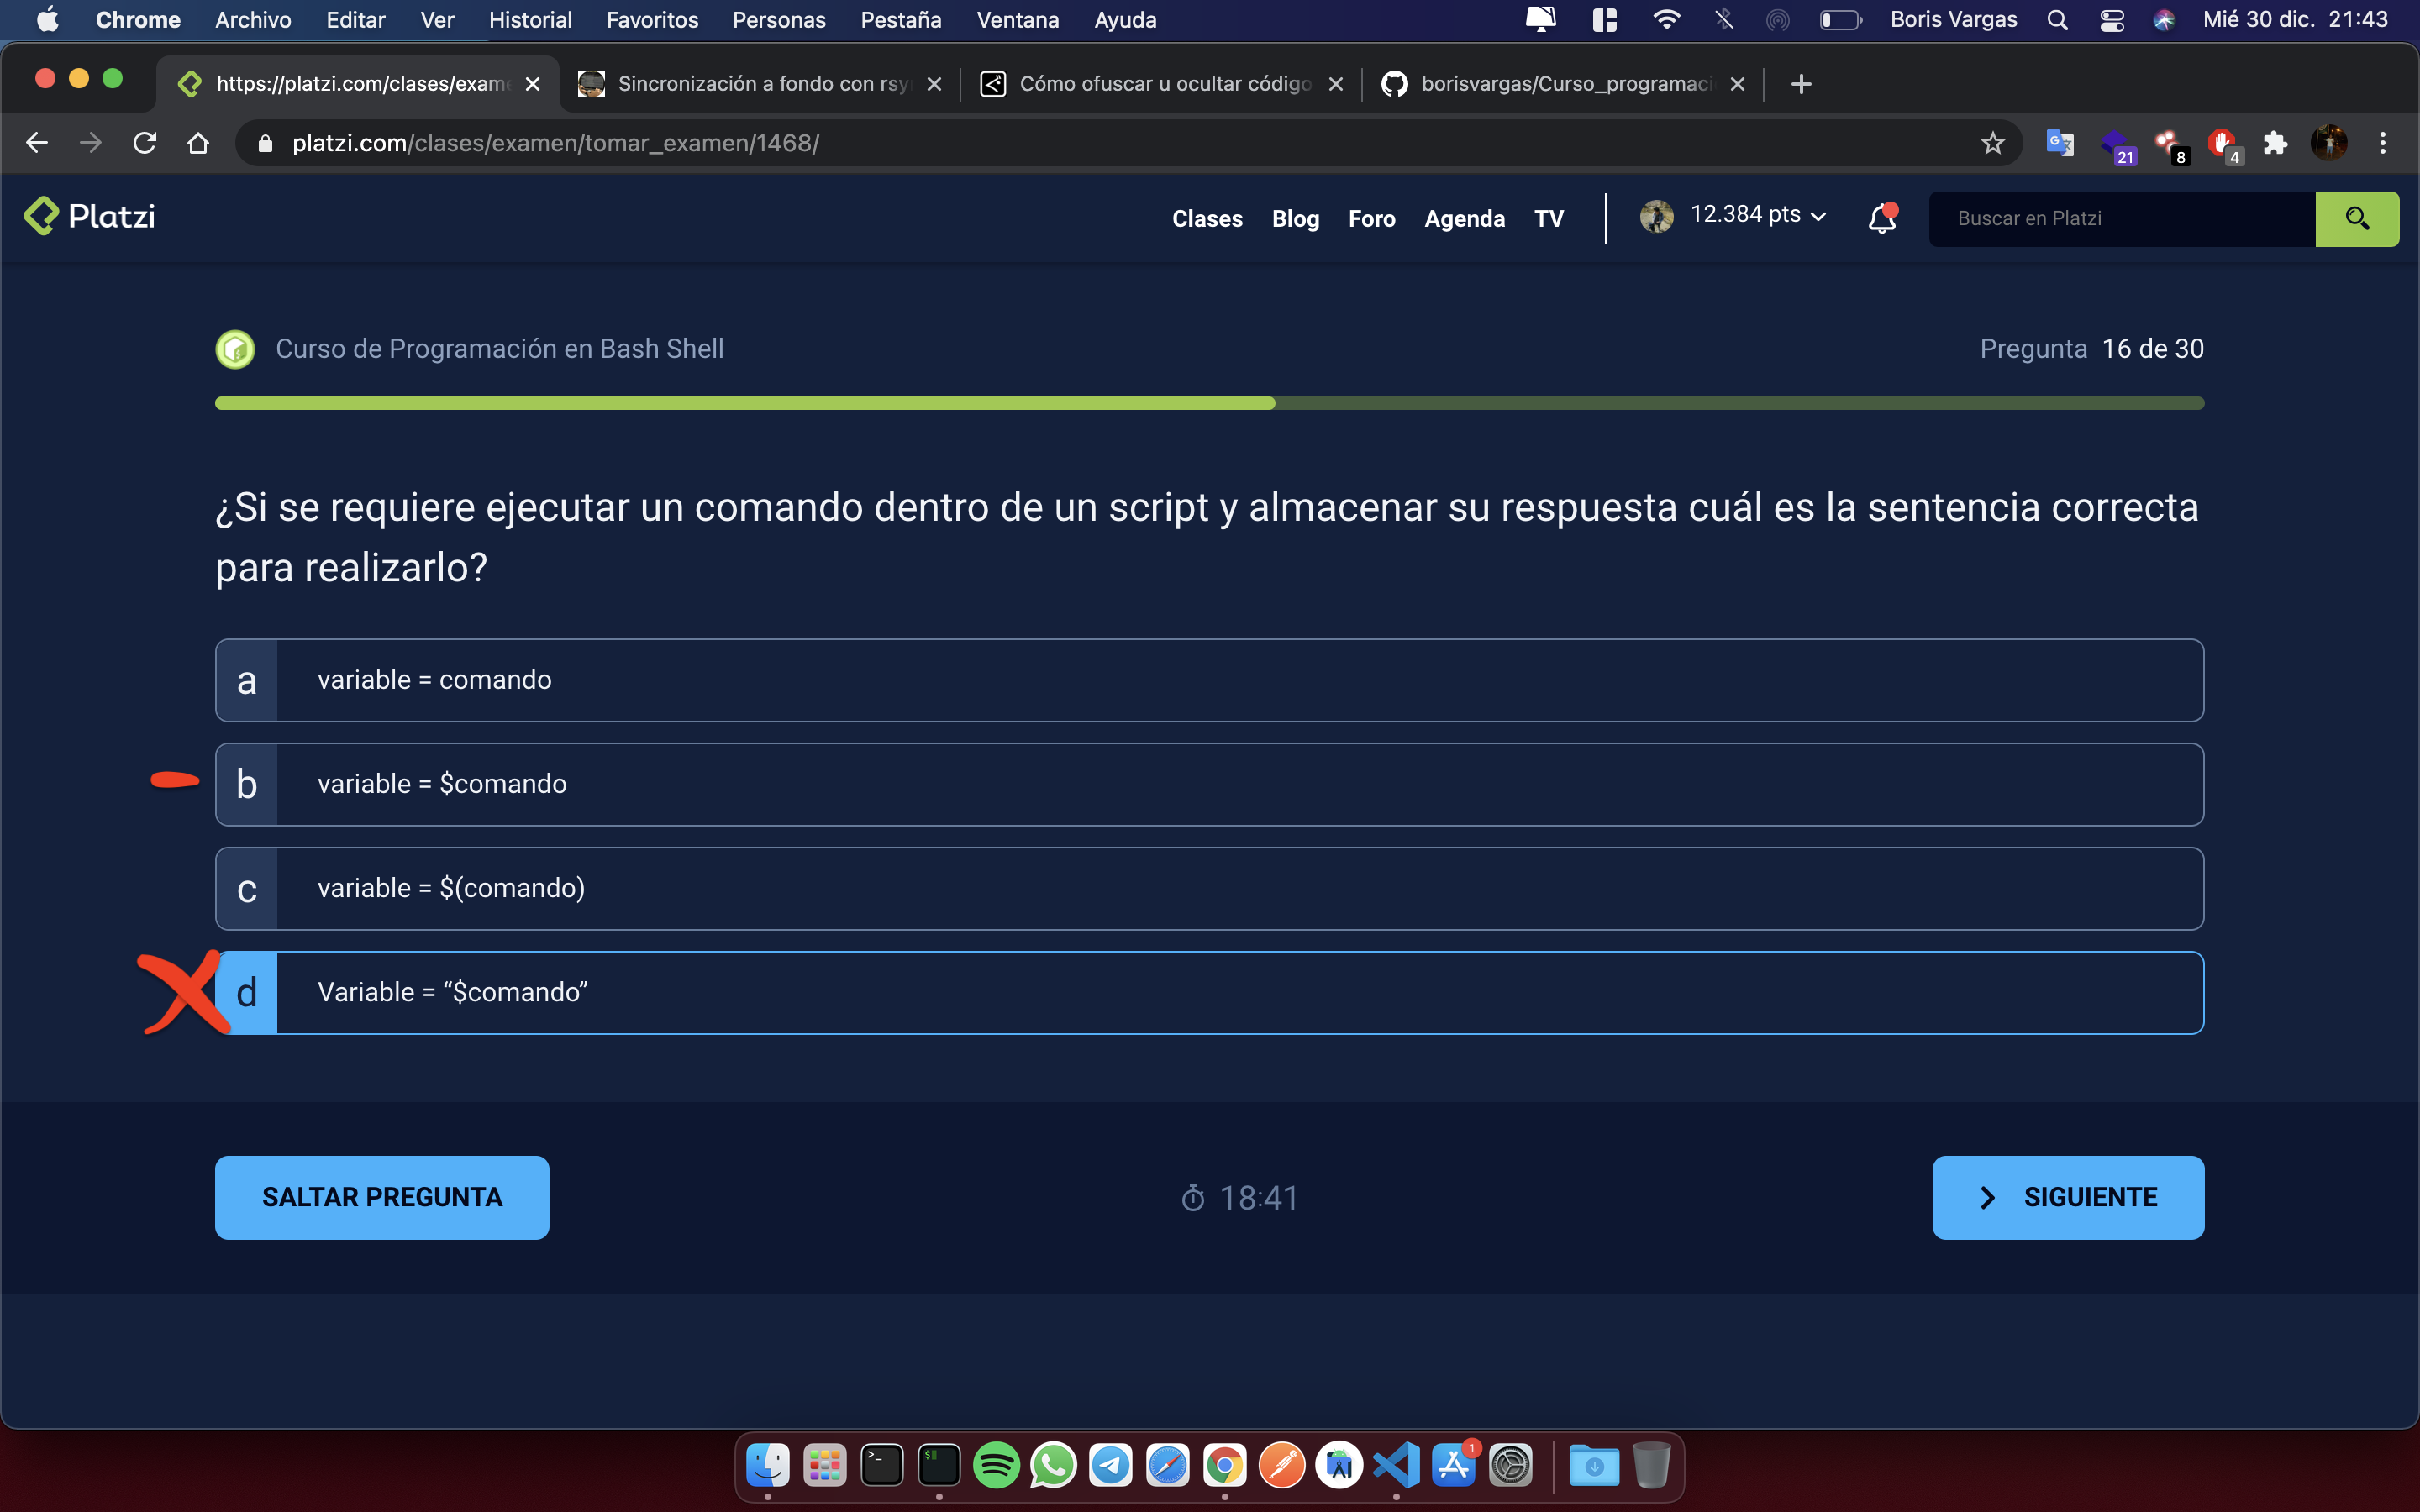 Chrome Archivo Editar Ver Historial Favoritos Personas Pestaña Ventana Ayuda Boris Vargas Mié 30 dic. 21:43
https://platzi.com/clases/exame Sincronización a fondo con rsy Cómo ofuscar u ocultar código borisvargas/Curso_programaci
platzi.com/clases/examen/tomar_examen/1468/ 21 8 4
Platzi Clases Blog Foro Agenda TV 12.384 pts Buscar en Platzi
Curso de Programación en Bash Shell Pregunta 16 de 30
¿Si se requiere ejecutar un comando dentro de un script y almacenar su respuesta cuál es la sentencia correcta
para realizarlo?
a variable = comando
b variable = $comando
c variable = $(comando)
d Variable = “$comando”
SALTAR PREGUNTA 18:41 SIGUIENTE
1